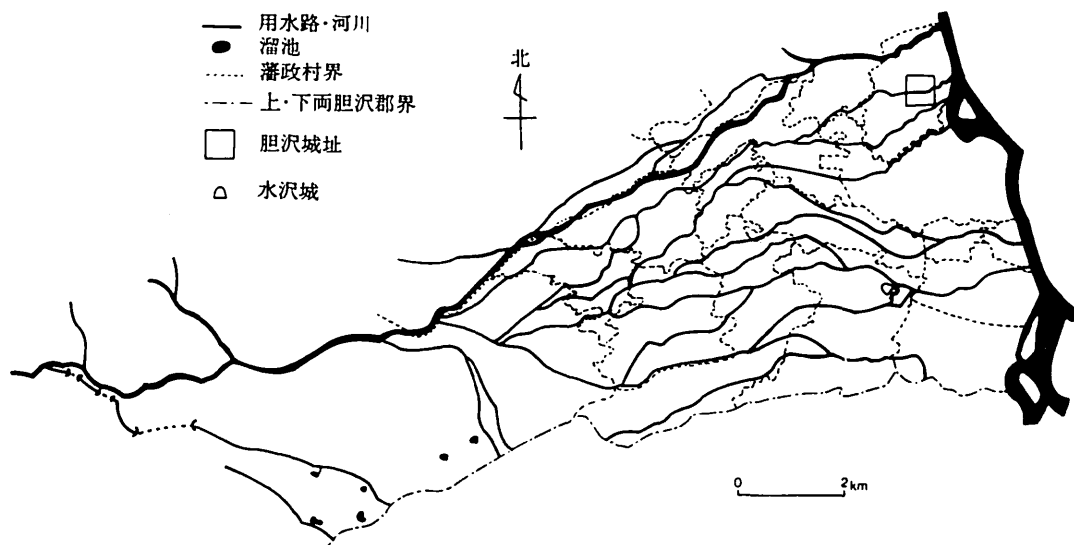 用水路・河川
溜池
藩政村界
上・下両胆沢郡界
胆沢城址
水沢城
北
0 2km